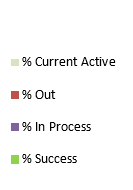 % Current Active
% Out
% In Process
% Success